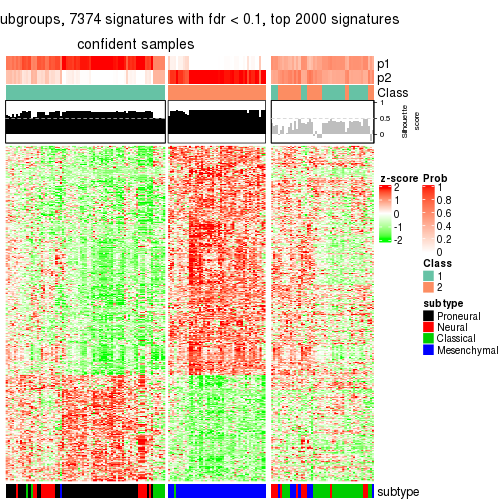 ubgroups, 7374 signatures with fdr < 0.1, top 2000 signatures
confident samples
p1
p2
Class
1
0.5
0
Silhouette
score
z-score
2
1
0
-1
-2
Prob
1
0.8
0.6
0.4
0.2
0
Class
1
2
subtype
Proneural
Neural
Classical
Mesenchymal
subtype